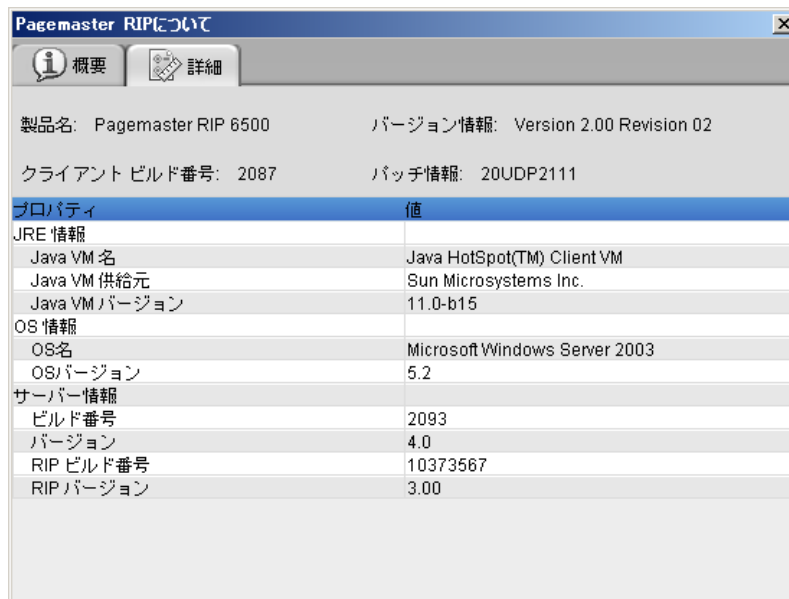 Pagemaster RIPについて
概要 詳細
製品名: Pagemaster RIP 6500 バージョン情報: Version 2.00 Revision 02
クライアント ビルド番号: 2087 パッチ情報: 20UDP2111
プロパティ 値
JRE 情報
Java VM 名 Java HotSpot(TM) Client VM
Java VM 供給元 Sun Microsystems Inc.
Java VM バージョン 11.0-b15
OS 情報
OS名 Microsoft Windows Server 2003
OSバージョン 5.2
サーバー情報
ビルド番号 2093
バージョン 4.0
RIP ビルド番号 10373567
RIP バージョン 3.00